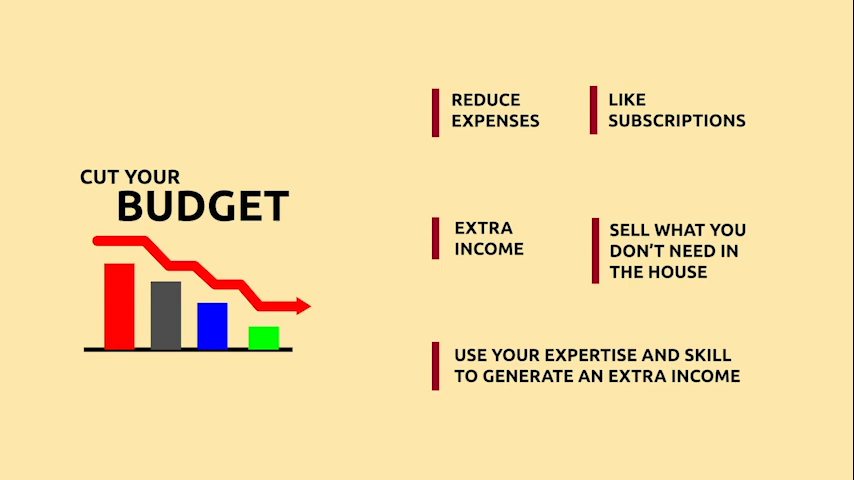 CUT YOUR
BUDGET
REDUCE
EXPENSES
LIKE
SUBSCRIPTIONS
EXTRA
INCOME
SELL WHAT YOU
DON'T NEED IN
THE HOUSE
USE YOUR EXPERTISE AND SKILL
TO GENERATE AN EXTRA INCOME